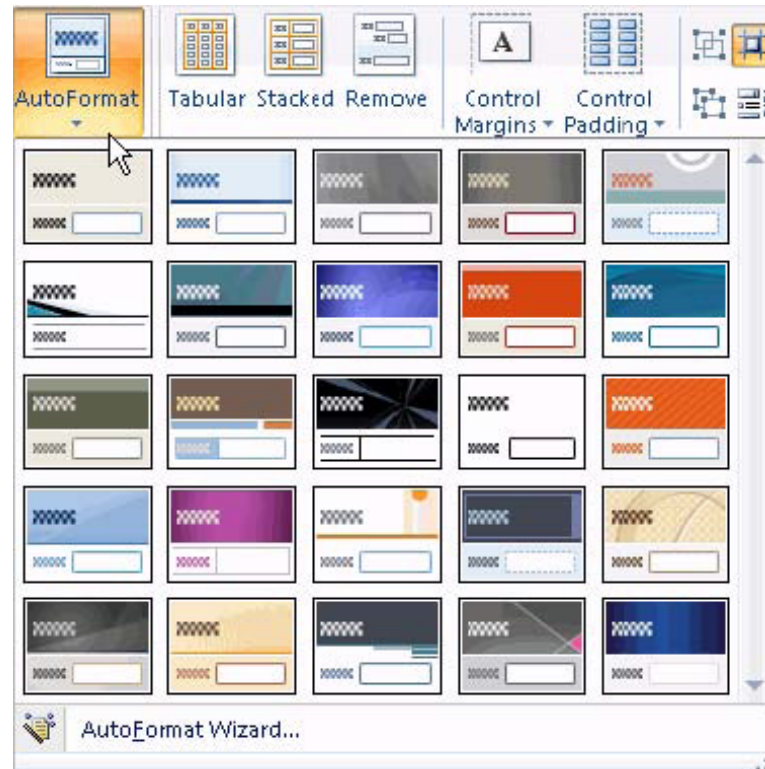 AutoFormat
Tabular Stacked Remove
A
Control Margins
Control Padding
AutoFormat Wizard...